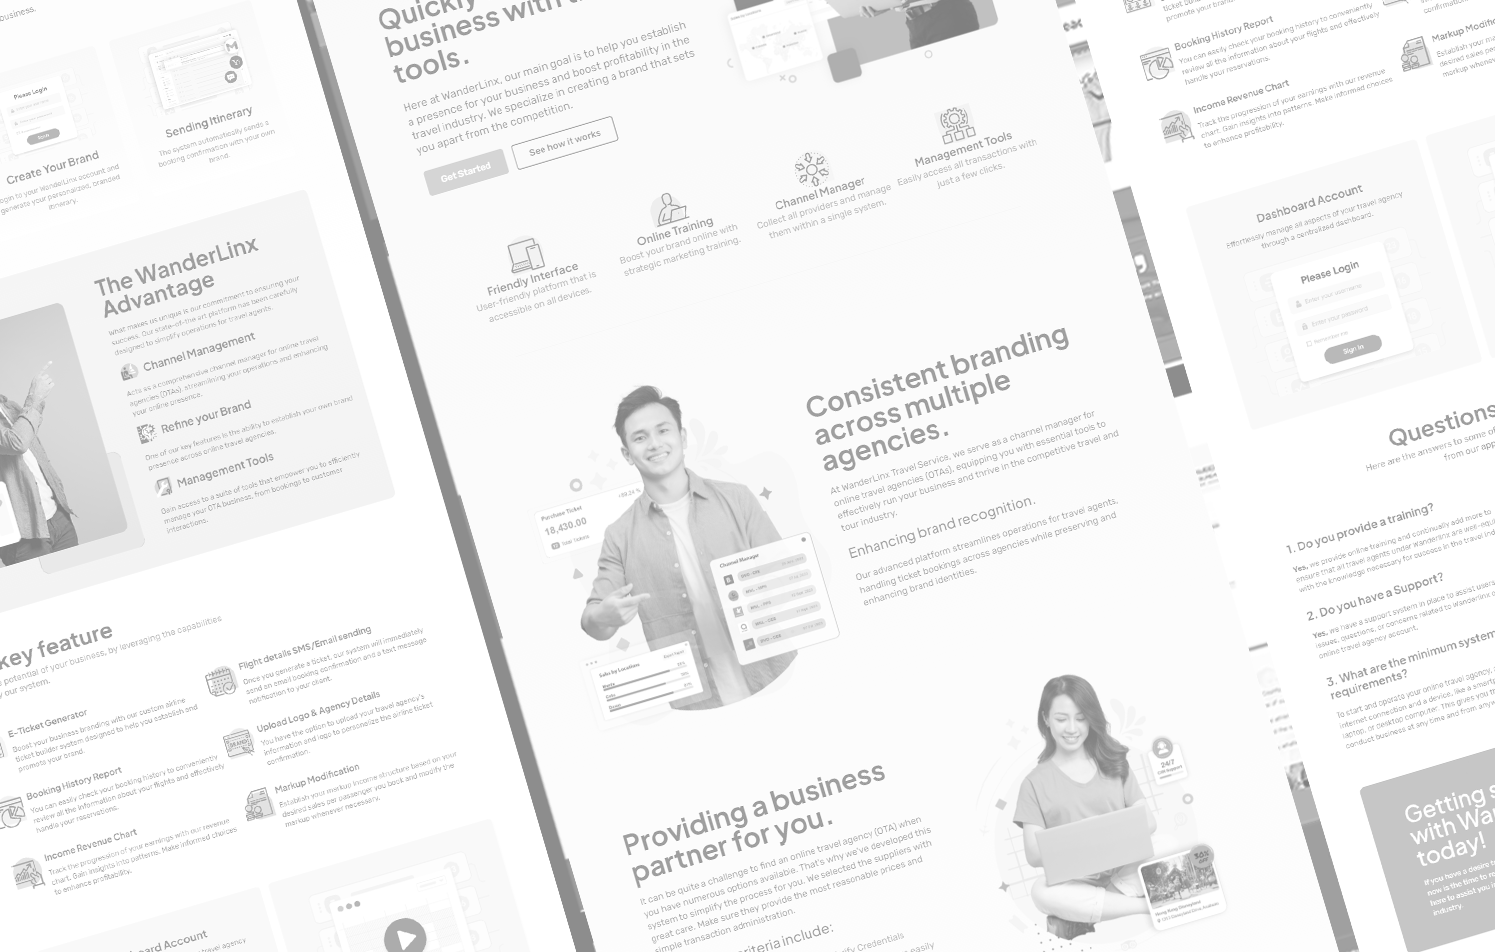 business.
Please Login
Create Your Brand
Login to your WanderLinx account and
generate your personalized, branded
itinerary.
Sending Itinerary
The system automatically sends a
booking confirmation with your own
brand.
The WanderLinx
Advantage
What makes us unique is our commitment to ensuring your
success. Our state-of-the art platform has been carefully
designed to simplify operations for travel agents.
Channel Management
Acts as a comprehensive channel manager for online travel
agencies (OTAs), streamlining your operations and enhancing
your online presence.
Refine your Brand
One of our key features is the ability to establish your own brand
presence across online travel agencies.
Management Tools
Gain access to a suite of tools that empower you to efficiently
manage your OTA business, from bookings to customer
interactions.
Key feature
potential of your business, by leveraging the capabilities
our system.
E-Ticket Generator
Boost your business branding with our custom airline
ticket builder system designed to help you establish and
promote your brand.
Flight details SMS/Email sending
Once you generate a ticket, our system will immediately
send an email booking confirmation and a text message
notification to your client.
Booking History Report
You can easily check your booking history to conveniently
review all the information about your flights and effectively
handle your reservations.
Upload Logo & Agency Details
You have the option to upload your travel agency's
information and logo to personalize the airline ticket
confirmation.
Income Revenue Chart
Track the progression of your earnings with our revenue
chart. Gain insights into patterns. Make informed choices
to enhance profitability.
Markup Modification
Establish your markup income structure based on your
desired sales per passenger you book and modify the
markup whenever necessary.
Account
travel agency
Quickly
business with
tools.
Here at WanderLinx, our main goal is to help you establish
a presence for your business and boost profitability in the
travel industry. We specialize in creating a brand that sets
you apart from the competition.
Get Started
See how it works
Friendly Interface
User-friendly platform that is
accessible on all devices.
Online Training
Boost your brand online with
strategic marketing training.
Channel Manager
Collect all providers and manage
them within a single system.
Management Tools
Easily access all transactions with
just a few clicks.
Purchase Ticket
18,430.00
Channel Manager
Sales by Locations
Consistent branding
across multiple
agencies.
At WanderLinx Travel Service, we serve as a channel manager for
online travel agencies (OTAs), equipping you with essential tools to
effectively run your business and thrive in the competitive travel and
tour industry.
Enhancing brand recognition.
Our advanced platform streamlines operations for travel agents,
handling ticket bookings across agencies while preserving and
enhancing brand identities.
Providing a business
partner for you.
It can be quite a challenge to find an online travel agency (OTA) when
you have numerous options available. That's why we've developed this
system to simplify the process for you. We selected the suppliers with
great care. Make sure they provide the most reasonable prices and
simple transaction administration.
criteria include:
Credentials
easily
24/7
Hong Kong Disneyland
promote your
Booking History Report
You can easily check your booking history to conveniently
review all the information about your flights and effectively
handle your reservations.
Income Revenue Chart
Track the progression of your earnings with our revenue
chart. Gain insights into patterns. Make informed choices
to enhance profitability.
Establish your
desired sales
markup whenever
Dashboard Account
Effortlessly manage all aspects of your travel agency
through a centralized dashboard.
Please Login
Enter your username
Enter your password
Sign in
Questions
Here are the answers to some of
from our
1. Do you provide a training?
Yes, we provide online training and continually add more to
ensure that all travel agents under Wanderlinx are well-equi
with the knowledge necessary for success in the travel ind
2. Do you have a Support?
Yes, we have a support system in place to assist users
issues, questions, or concerns related to Wanderlinx
online travel agency account.
3. What are the minimum system
requirements?
To start and operate your online travel agency,
internet connection and a device, like a smart
laptop, or desktop computer. This gives you
conduct business at any time and from any
Getting
with Wan
today!
If you have a desire
now is the time to
here to assist you
industry.